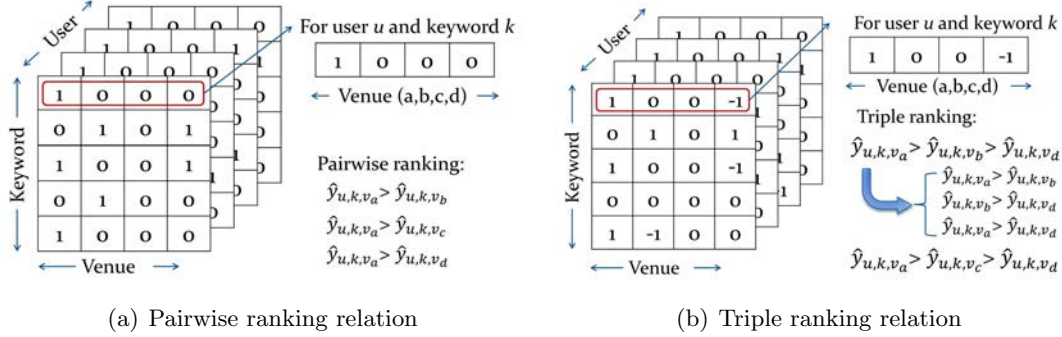 User
For user u and keyword k
1 0 0 0
Venue (a,b,c,d)
Keyword
1 0 0 0
0 1 0 1
1 0 0 1
0 0 0 0
1 0 0 0
Venue
Pairwise ranking:
ŷu,k,va > ŷu,k,vb
ŷu,k,va > ŷu,k,vc
ŷu,k,va > ŷu,k,vd
(a) Pairwise ranking relation
User
For user u and keyword k
1 0 0 -1
Venue (a,b,c,d)
Keyword
1 0 0 -1
0 1 0 1
1 0 0 -1
0 0 0 0
1 -1 0 0
Venue
Triple ranking:
ŷu,k,va > ŷu,k,vb > ŷu,k,vd
ŷu,k,va > ŷu,k,vb
ŷu,k,vb > ŷu,k,vd
ŷu,k,va > ŷu,k,vd
ŷu,k,va > ŷu,k,vc > ŷu,k,vd
(b) Triple ranking relation